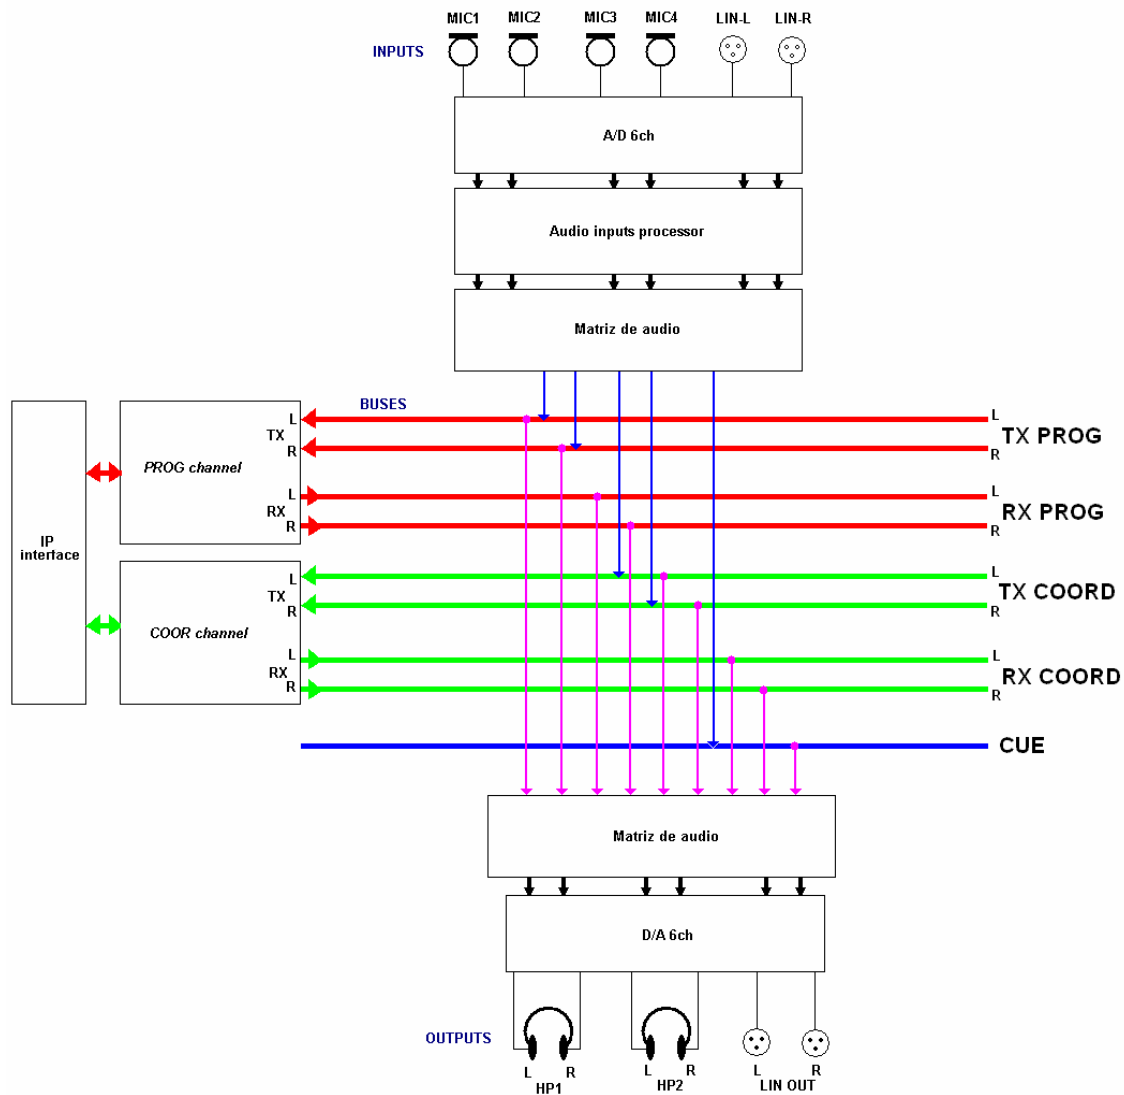 MIC1 MIC2 MIC3 MIC4 LIN-L LIN-R
INPUTS
A/D 6ch
Audio inputs processor
Matriz de audio
BUSES
L
TX
R
PROG channel
L
RX
R
L
TX PROG
R
L
RX PROG
R
IP
interface
L
TX
R
COOR channel
L
RX
R
L
TX COORD
R
L
RX COORD
R
CUE
Matriz de audio
D/A 6ch
OUTPUTS
L R L R L R
HP1 HP2 LIN OUT